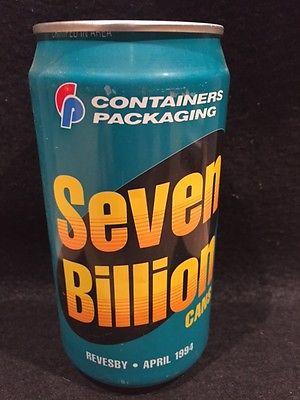 CONTAINERS
PACKAGING
Seven
Billion
CANS
REVESBY • APRIL 1994